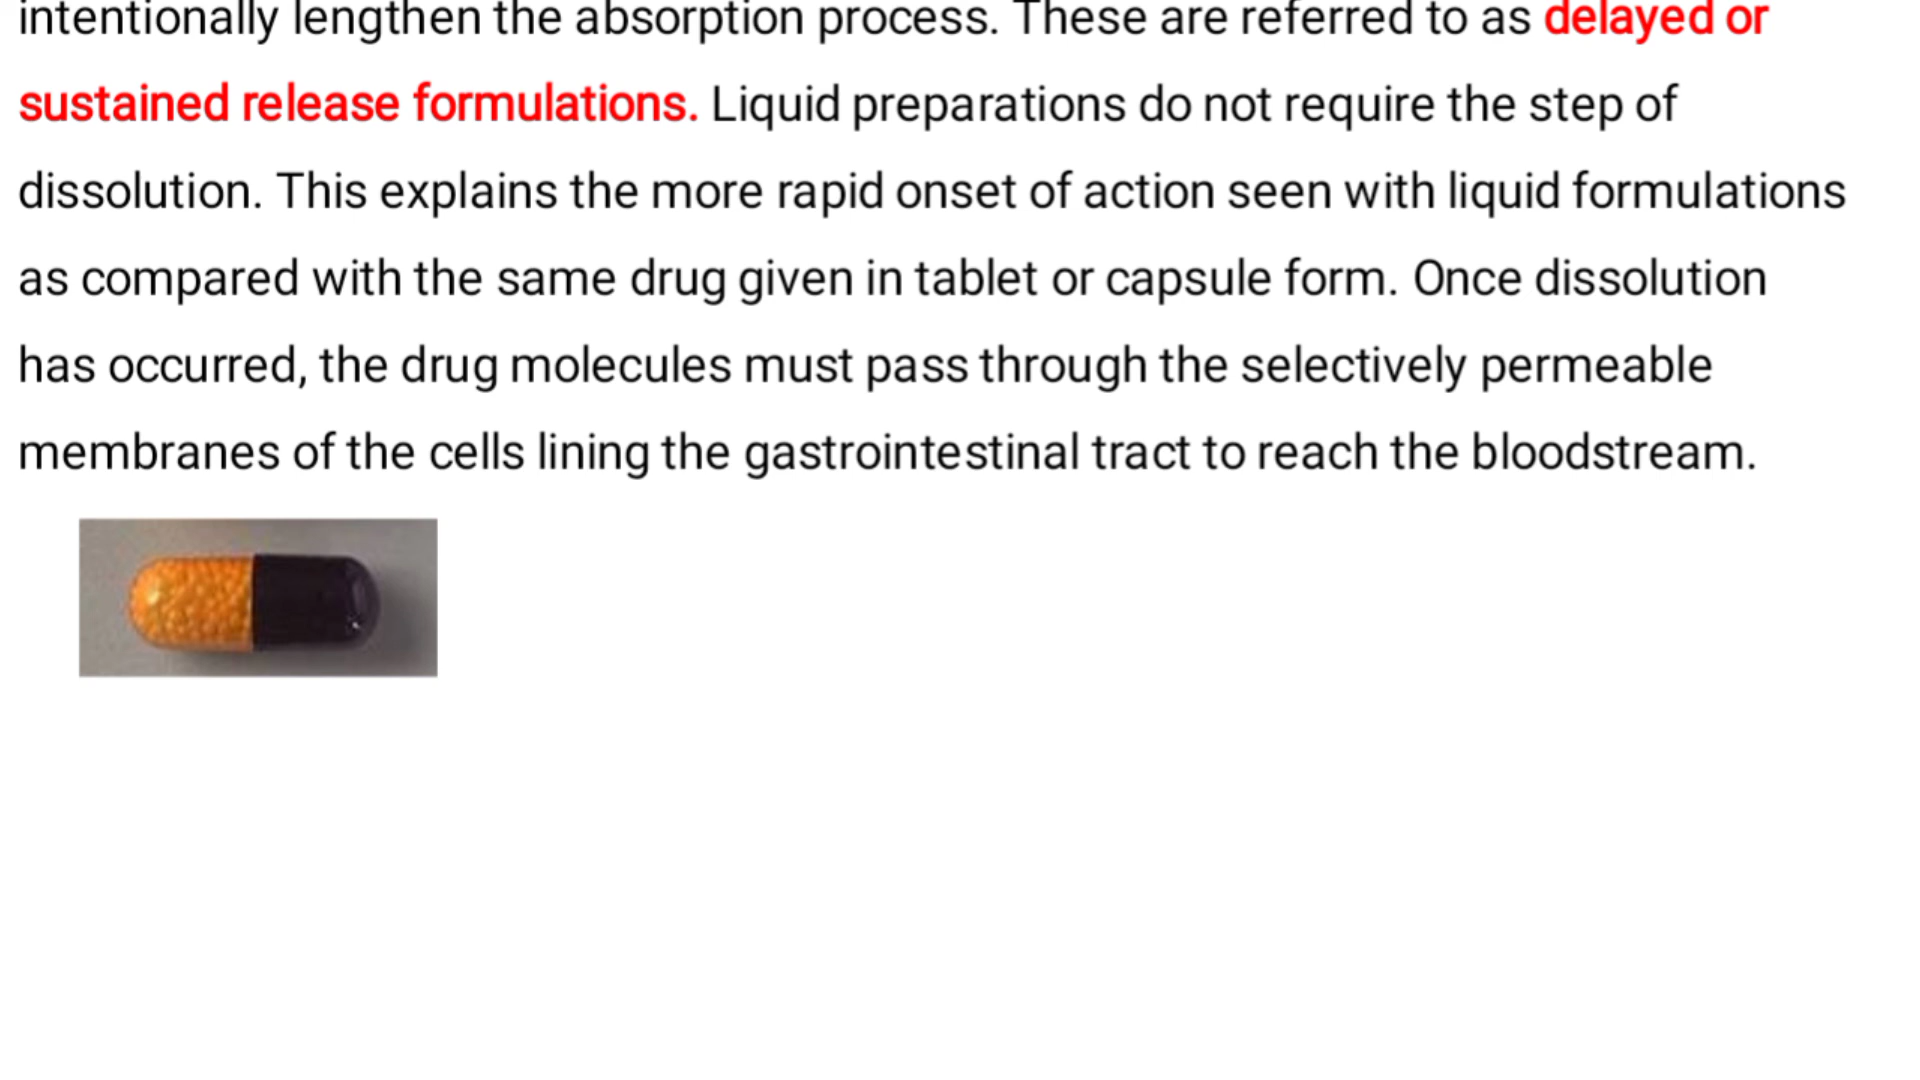 intentionally lengthen the absorption process. These are referred to as delayed or
sustained release formulations. Liquid preparations do not require the step of
dissolution. This explains the more rapid onset of action seen with liquid formulations
as compared with the same drug given in tablet or capsule form. Once dissolution
has occurred, the drug molecules must pass through the selectively permeable
membranes of the cells lining the gastrointestinal tract to reach the bloodstream.